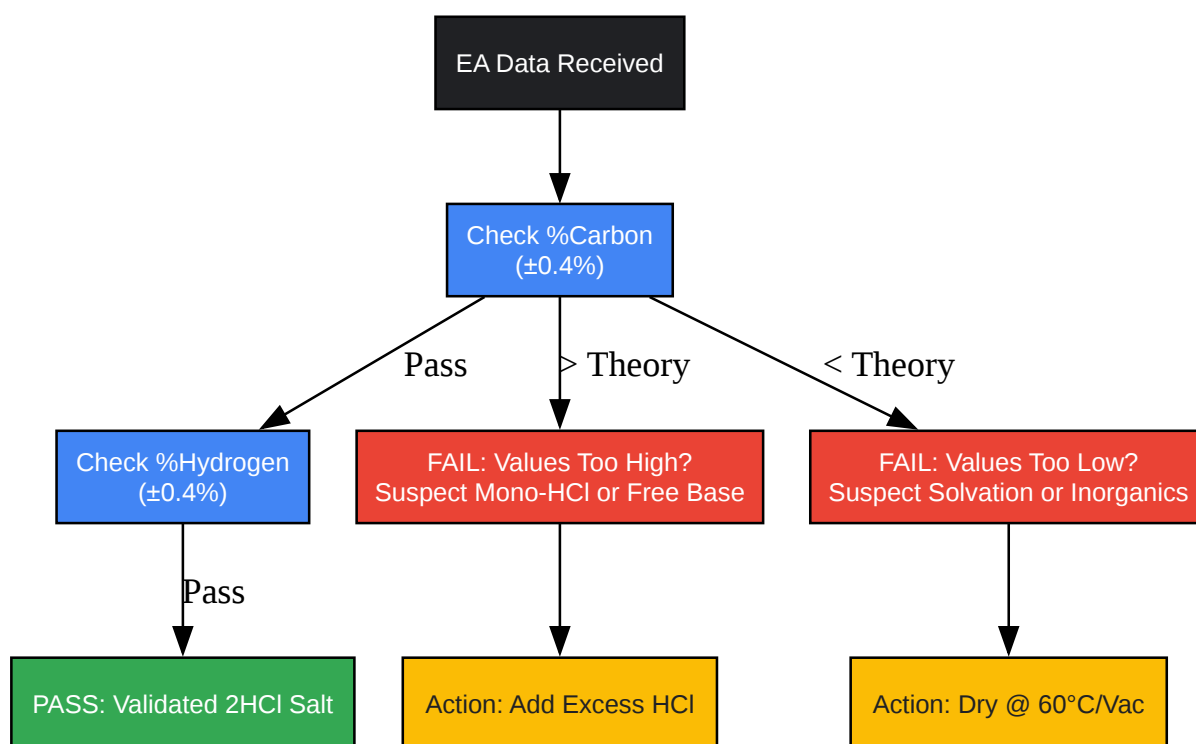 EA Data Received
Check %Carbon
(±0.4%)
Pass
> Theory
< Theory
Check %Hydrogen
(±0.4%)
FAIL: Values Too High?
Suspect Mono-HCl or Free Base
FAIL: Values Too Low?
Suspect Solvation or Inorganics
Pass
PASS: Validated 2HCl Salt
Action: Add Excess HCl
Action: Dry @ 60°C/Vac